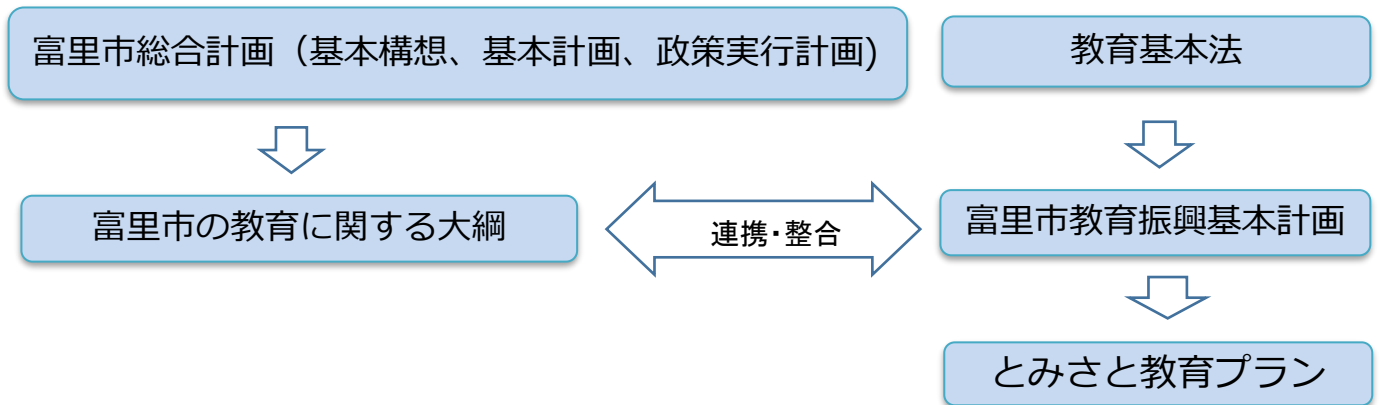 富里市総合計画（基本構想、基本計画、政策実行計画)
教育基本法
富里市の教育に関する大綱
連携・整合
富里市教育振興基本計画
とみさと教育プラン